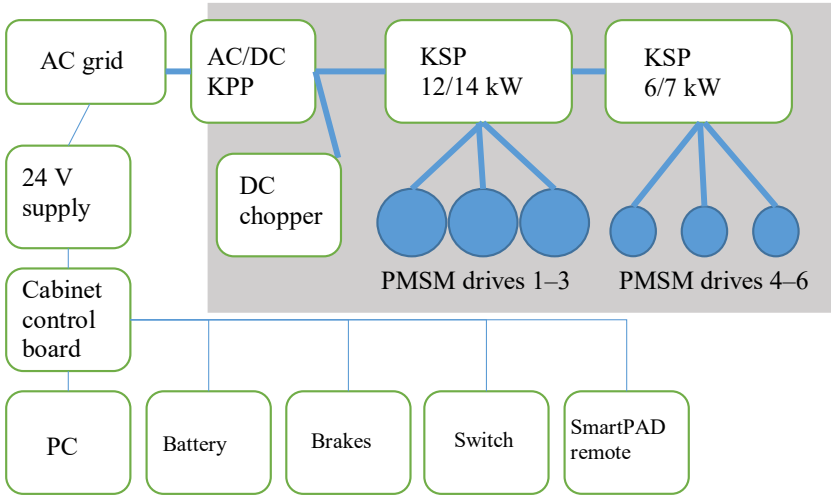 AC grid
AC/DC
KPP
KSP
12/14 kW
KSP
6/7 kW
24 V
supply
DC
chopper
PMSM drives 1–3
PMSM drives 4–6
Cabinet
control
board
PC
Battery
Brakes
Switch
SmartPAD
remote